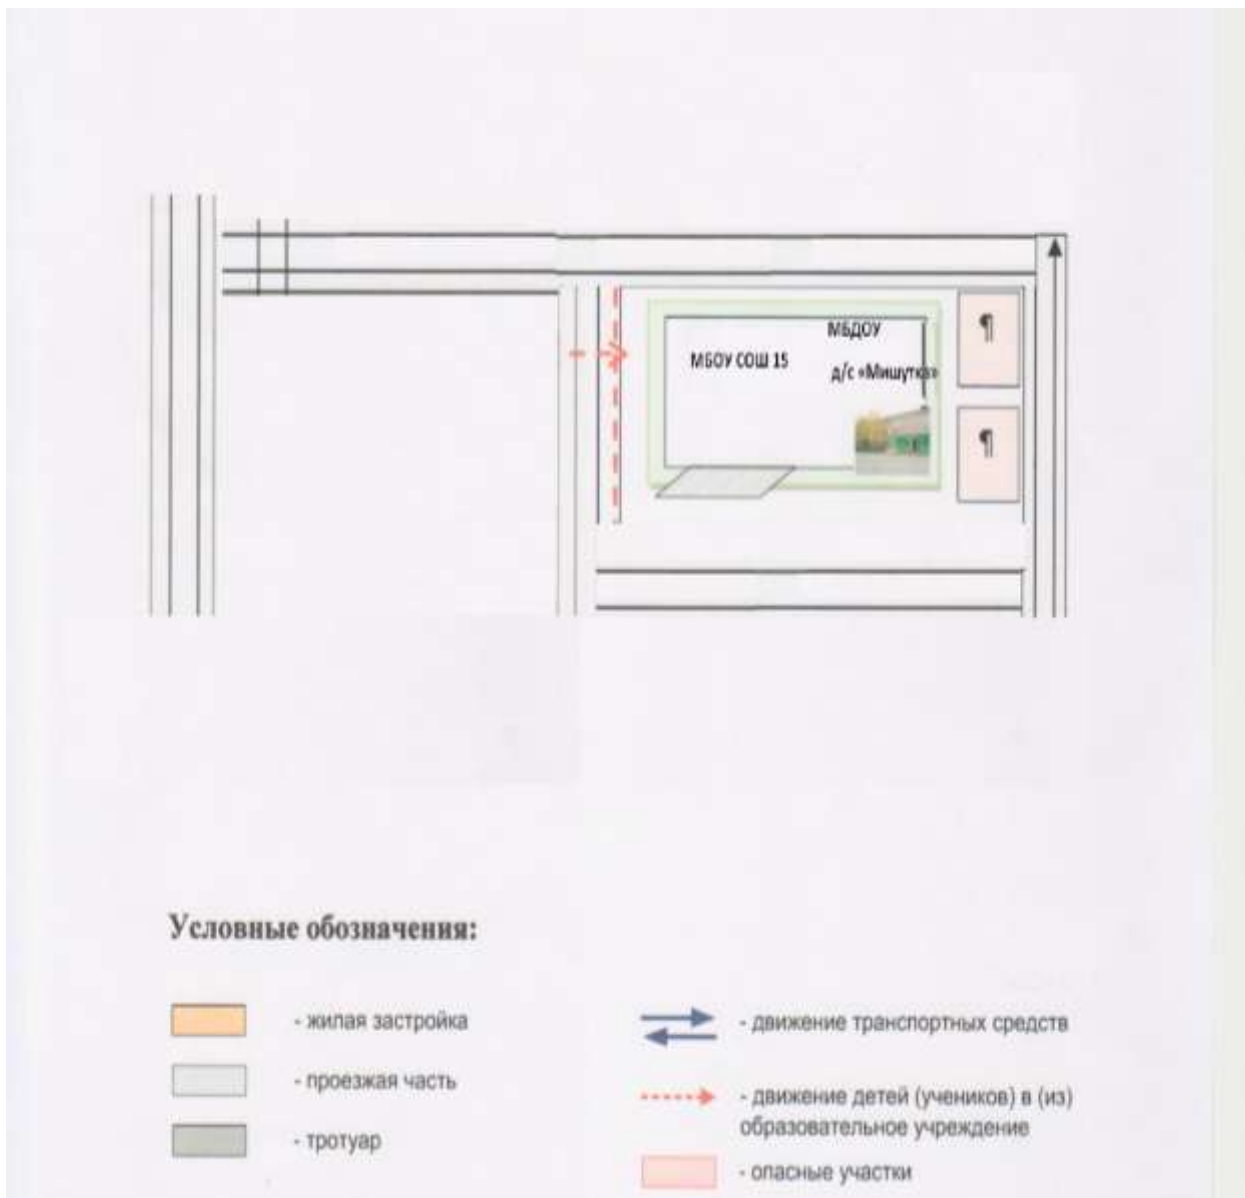 МБДОУ
МБОУ СОШ 15
д/с «Мишутка»
¶
¶
Условные обозначения:
- жилая застройка
- проезжая часть
- тротуар
- движение транспортных средств
- движение детей (учеников) в (из)
образовательное учреждение
- опасные участки